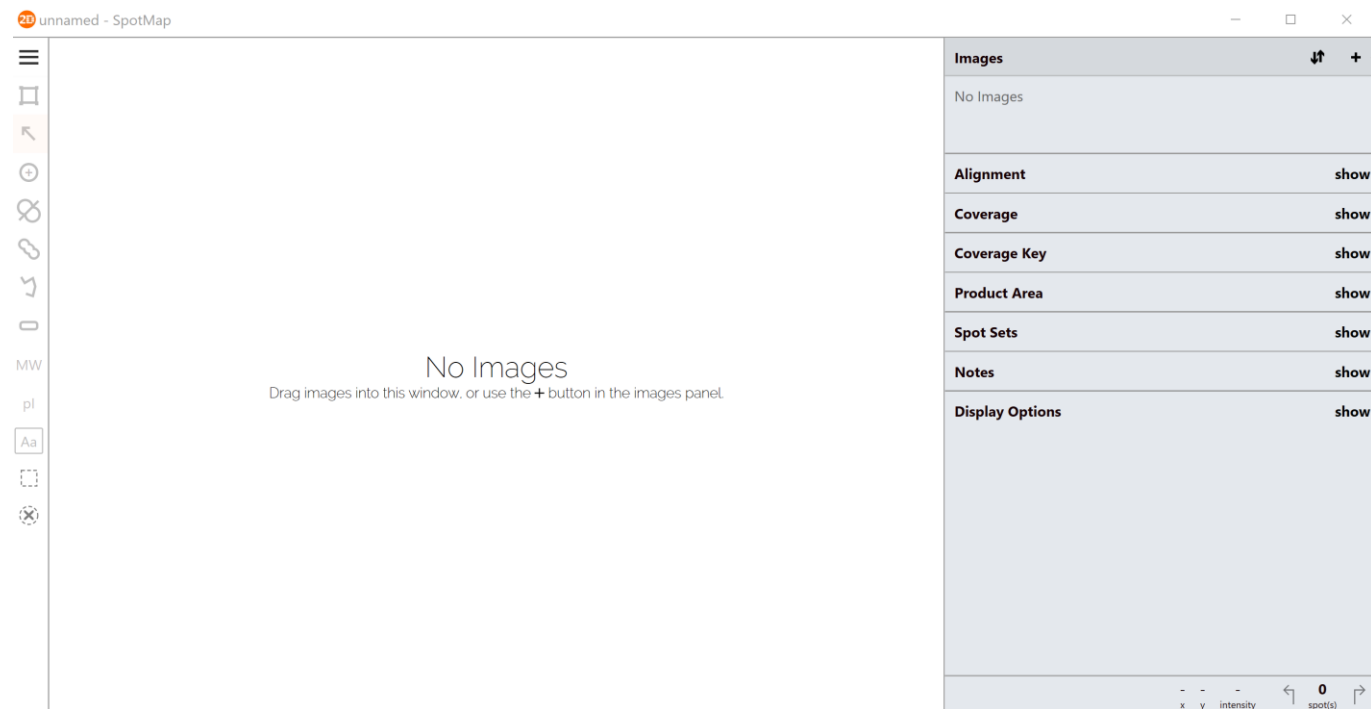 2D unnamed - SpotMap
Images
No Images
Alignment show
Coverage show
Coverage Key show
Product Area show
Spot Sets show
Notes show
Display Options show
MW
pI
Aa
No Images
Drag images into this window, or use the + button in the images panel.
- - - 0
x y intensity spot(s)